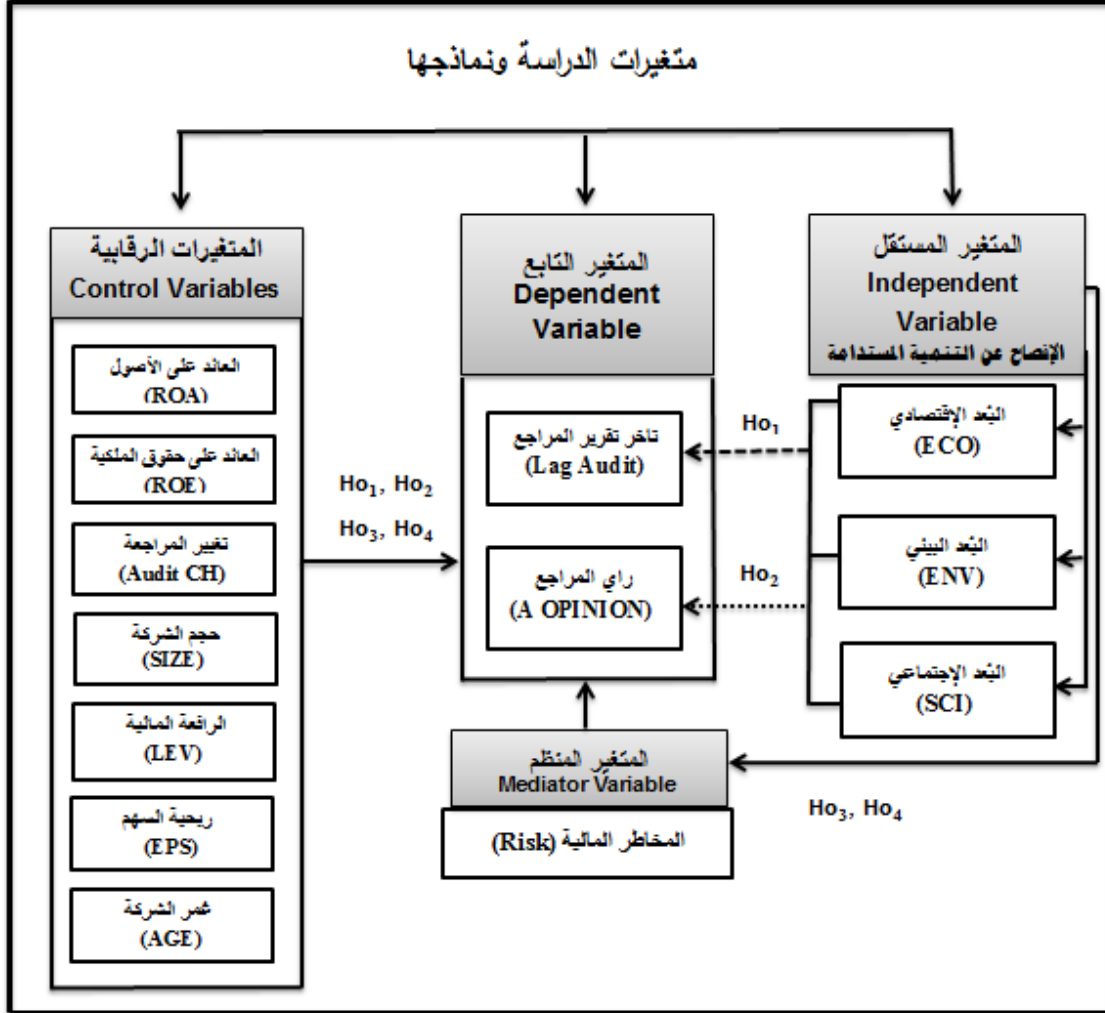 متغيرات الدراسة ونماذجها
المتغير المستقل
Independent
Variable
الإفصاح عن التنمية المستدامة
البُعد الإقتصادي
(ECO)
البُعد البيئي
(ENV)
البُعد الإجتماعي
(SCI)
Ho1
Ho2
Ho3, Ho4
المتغير التابع
Dependent
Variable
تاخر تقرير المراجع
(Lag Audit)
راي المراجع
(A OPINION)
المتغير المنظم
Mediator Variable
المخاطر المالية (Risk)
Ho1, Ho2
Ho3, Ho4
المتغيرات الرقابية
Control Variables
العائد على الأصول
(ROA)
العائد على حقوق الملكية
(ROE)
تغيير المراجعة
(Audit CH)
حجم الشركة
(SIZE)
الرافعة المالية
(LEV)
ربحية السهم
(EPS)
عُمر الشركة
(AGE)